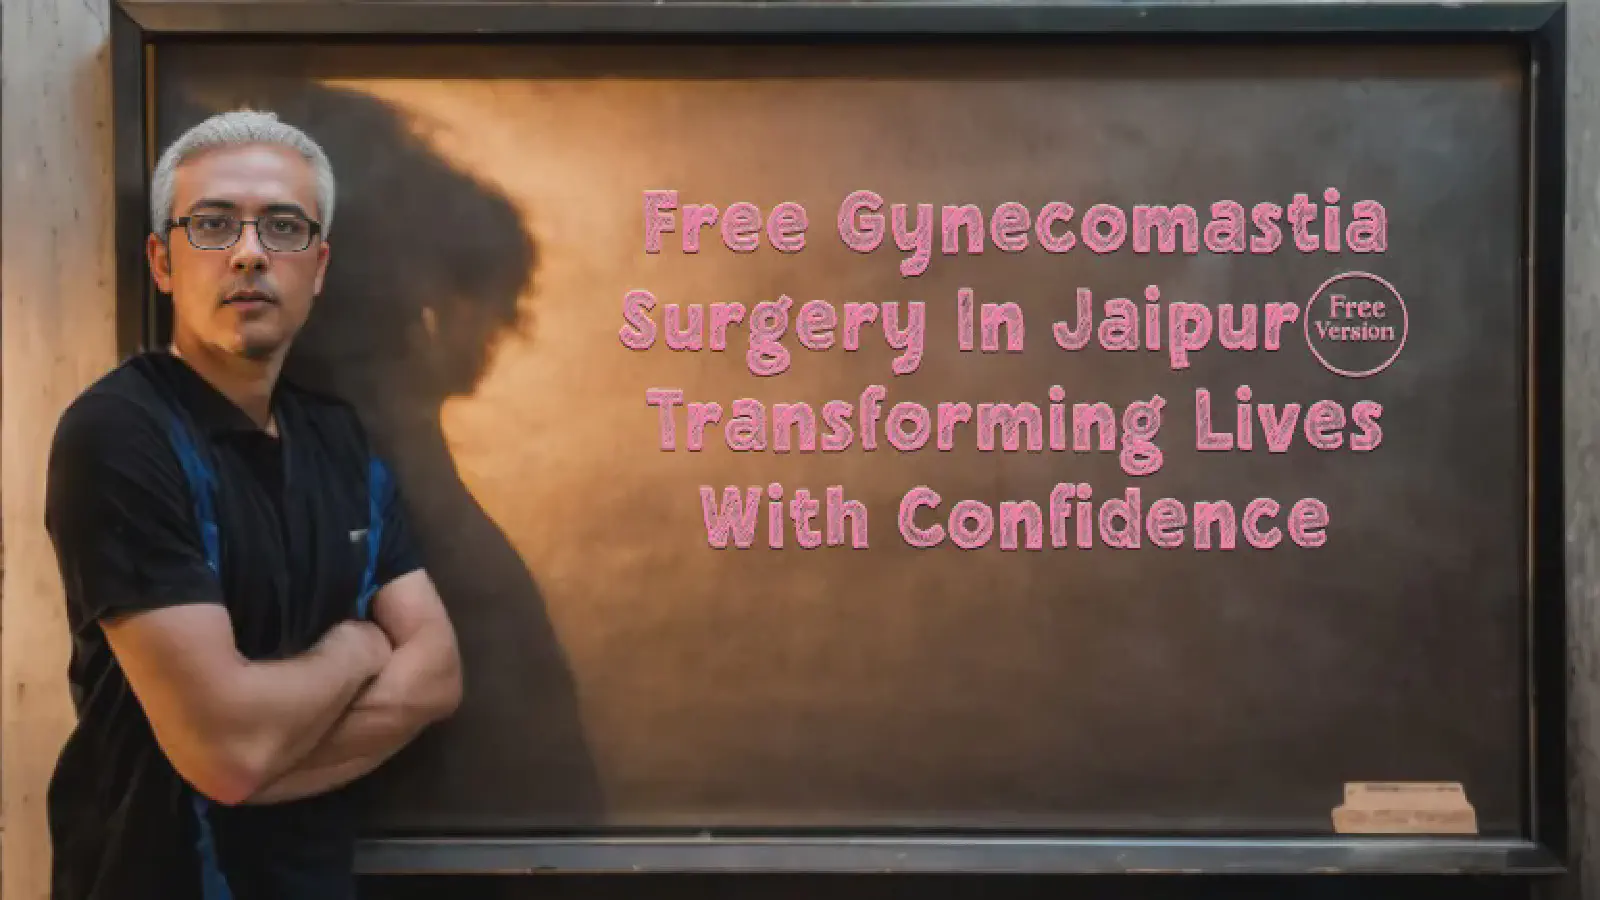 Free Gynecomastia
Surgery In Jaipur
Free
Version
Transforming Lives
With Confidence